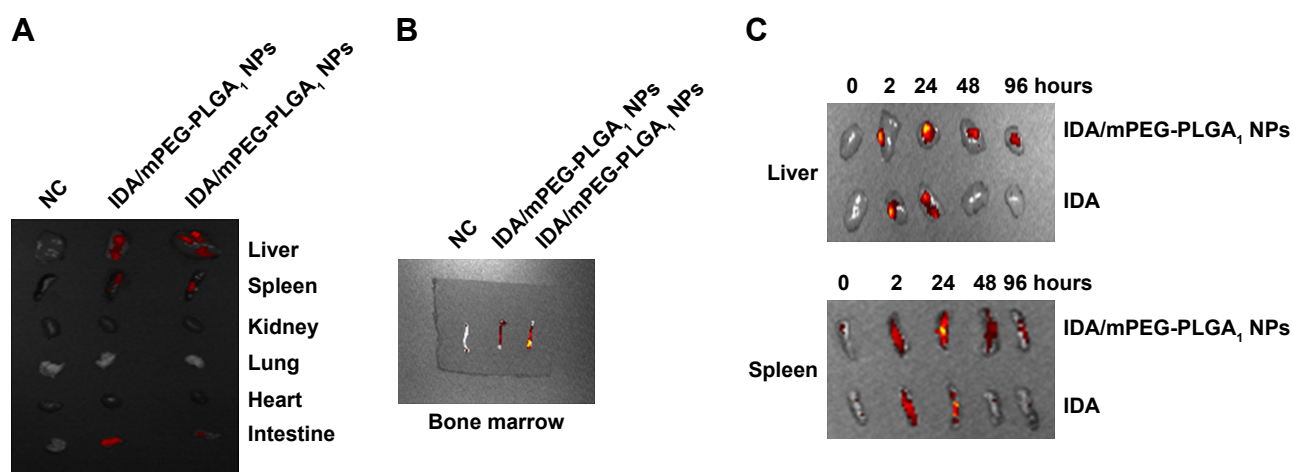 A
NC
IDA/mPEG-PLGA₁ NPs
IDA/mPEG-PLGA₁ NPs
Liver
Spleen
Kidney
Lung
Heart
Intestine
B
NC
IDA/mPEG-PLGA₁ NPs
IDA/mPEG-PLGA₁ NPs
Bone marrow
C
0 2 24 48 96 hours
Liver
IDA/mPEG-PLGA₁ NPs
IDA
0 2 24 48 96 hours
Spleen
IDA/mPEG-PLGA₁ NPs
IDA